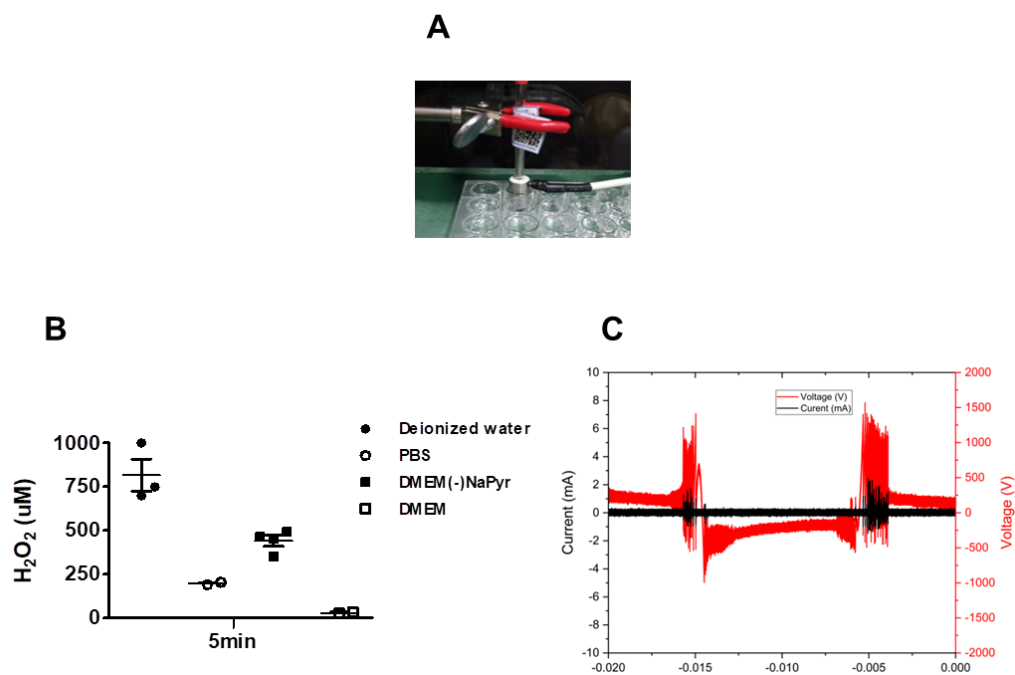 A
B
1000
750
500
250
0
H2O2 (uM)
5min
Deionized water
PBS
DMEM(-)NaPyr
DMEM
C
10
8
6
4
2
0
-2
-4
-6
-8
-10
Current (mA)
Voltage (V)
Curent (mA)
2000
1500
1000
500
0
-500
-1000
-1500
-2000
Voltage (V)
-0.020
-0.015
-0.010
-0.005
0.000